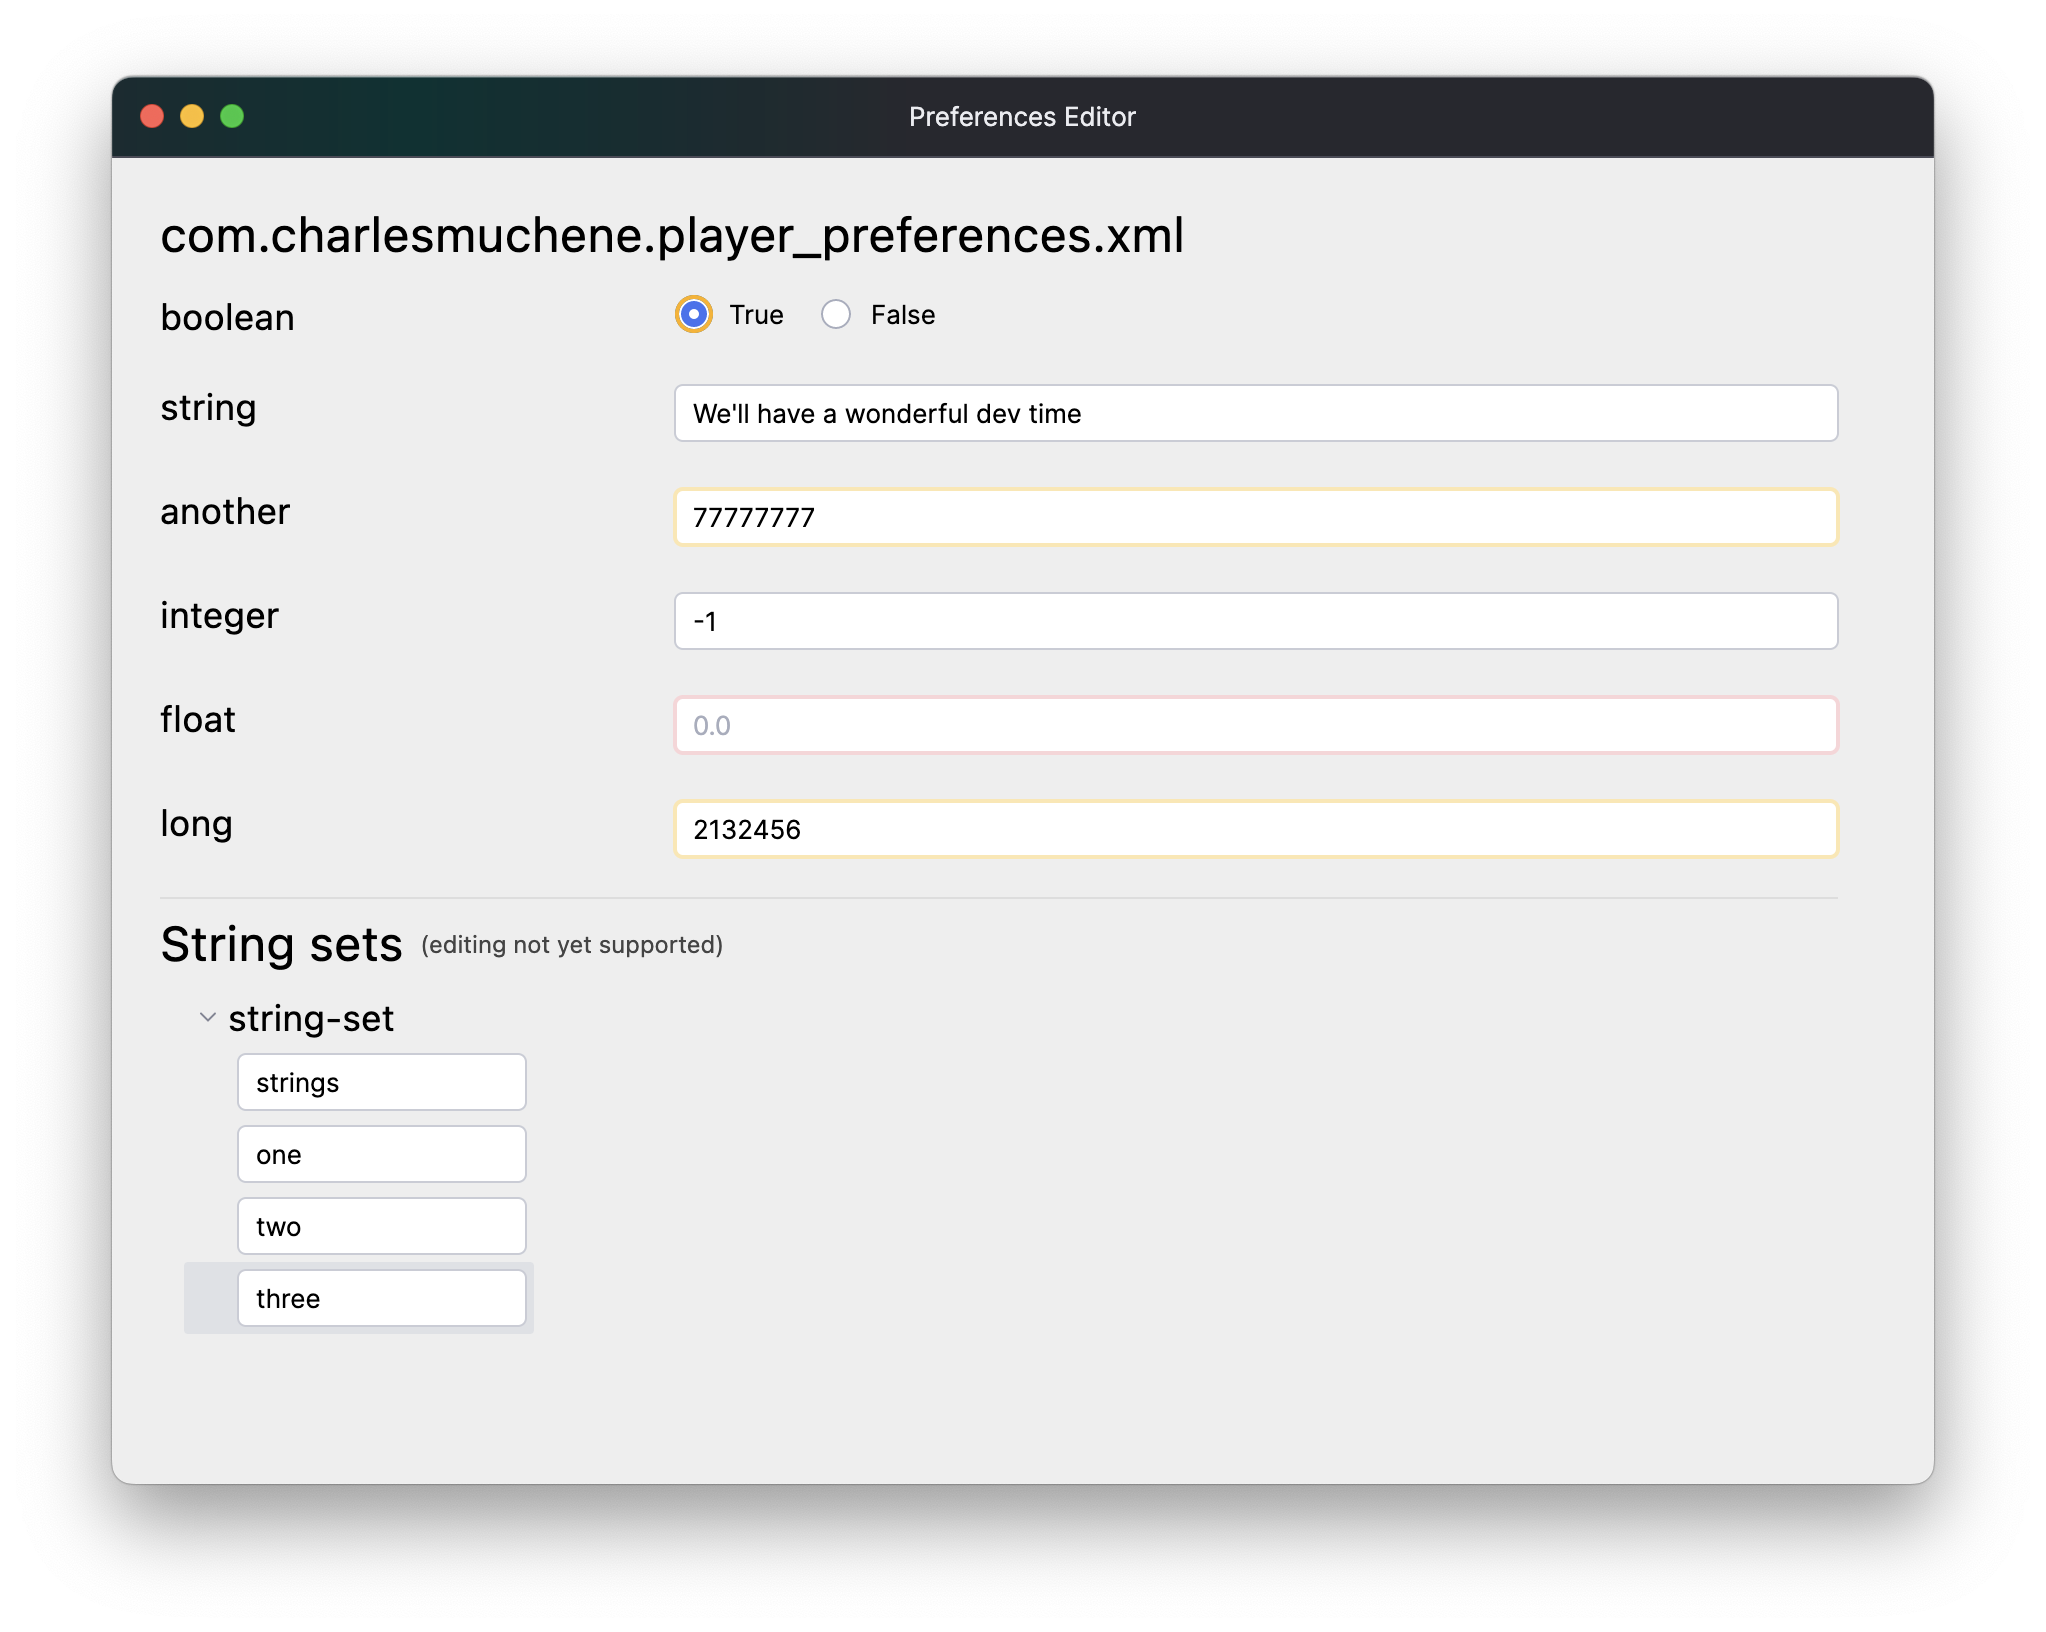 Preferences Editor
com.charlesmuchene.player_preferences.xml
boolean True False
string We'll have a wonderful dev time
another 77777777
integer -1
float 0.0
long 2132456
String sets (editing not yet supported)
string-set
strings
one
two
three